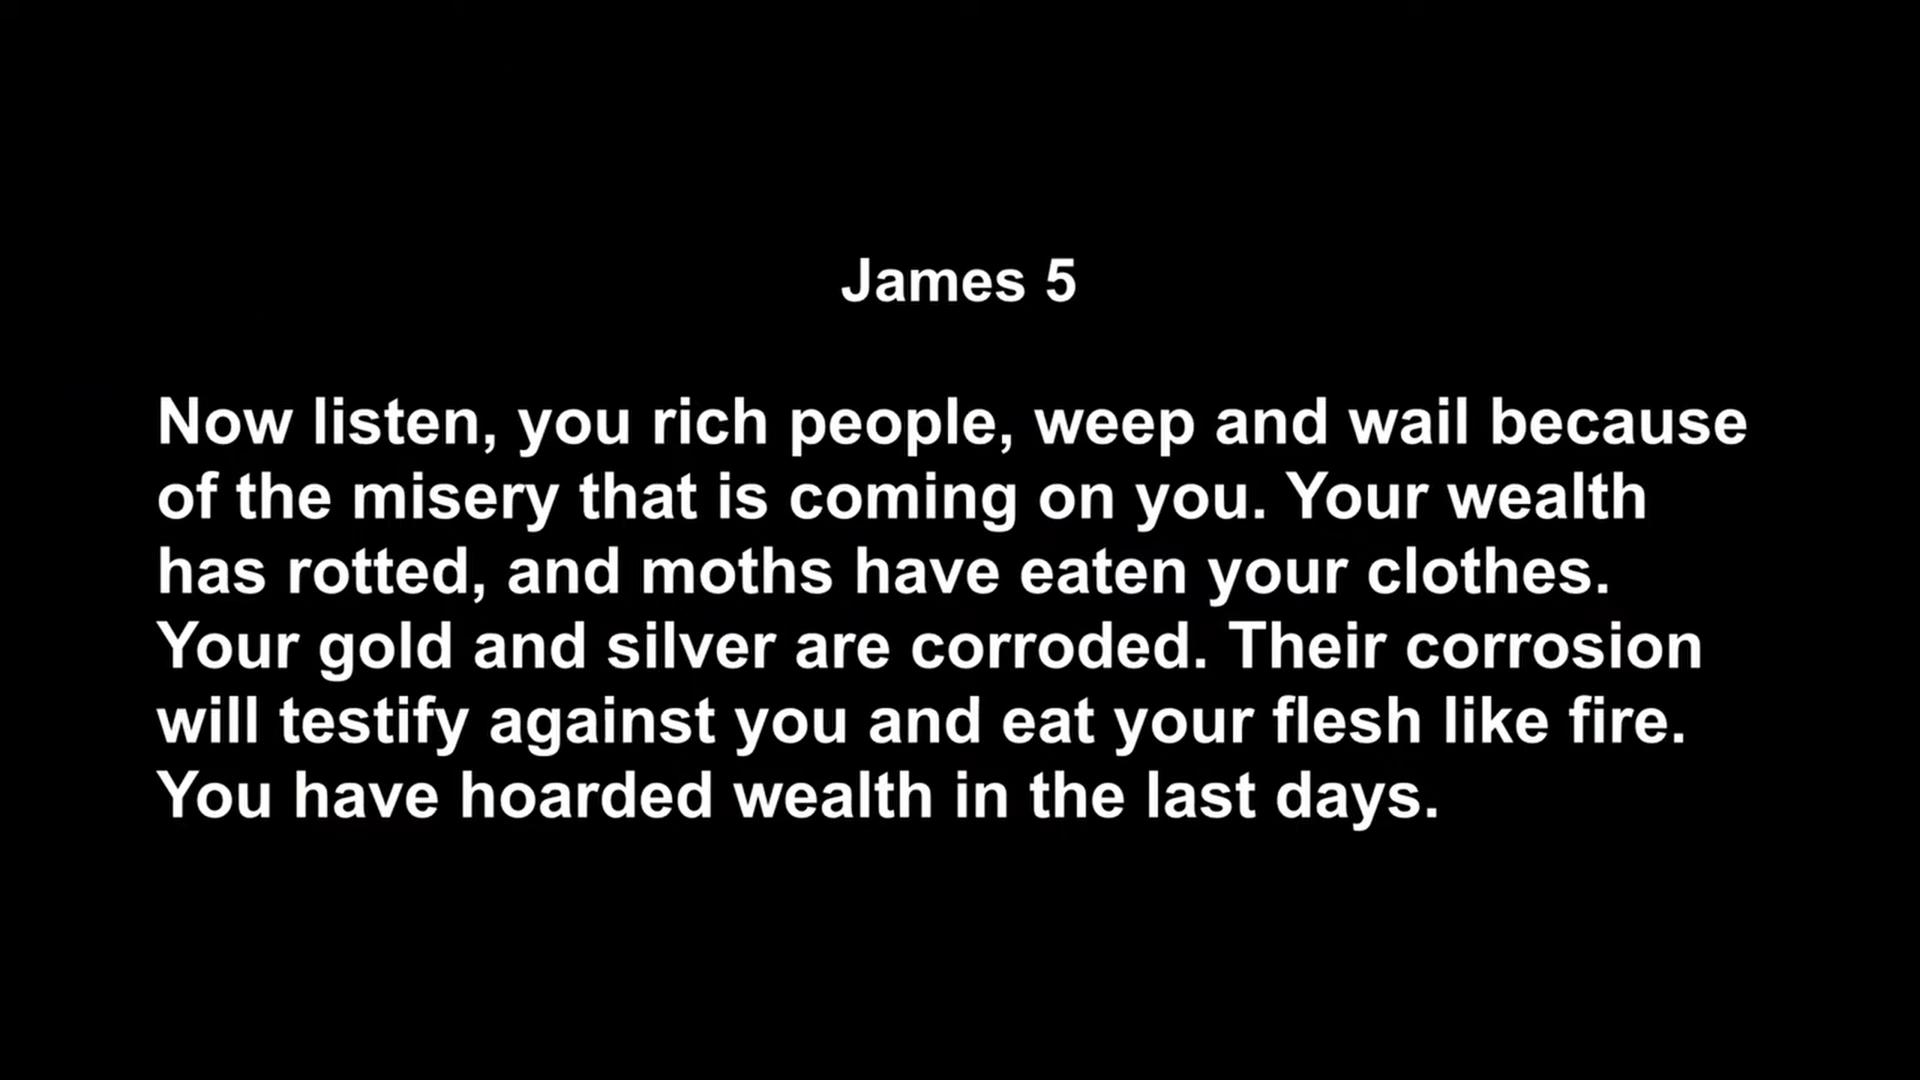 James 5
Now listen, you rich people, weep and wail because
of the misery that is coming on you. Your wealth
has rotted, and moths have eaten your clothes.
Your gold and silver are corroded. Their corrosion
will testify against you and eat your flesh like fire.
You have hoarded wealth in the last days.